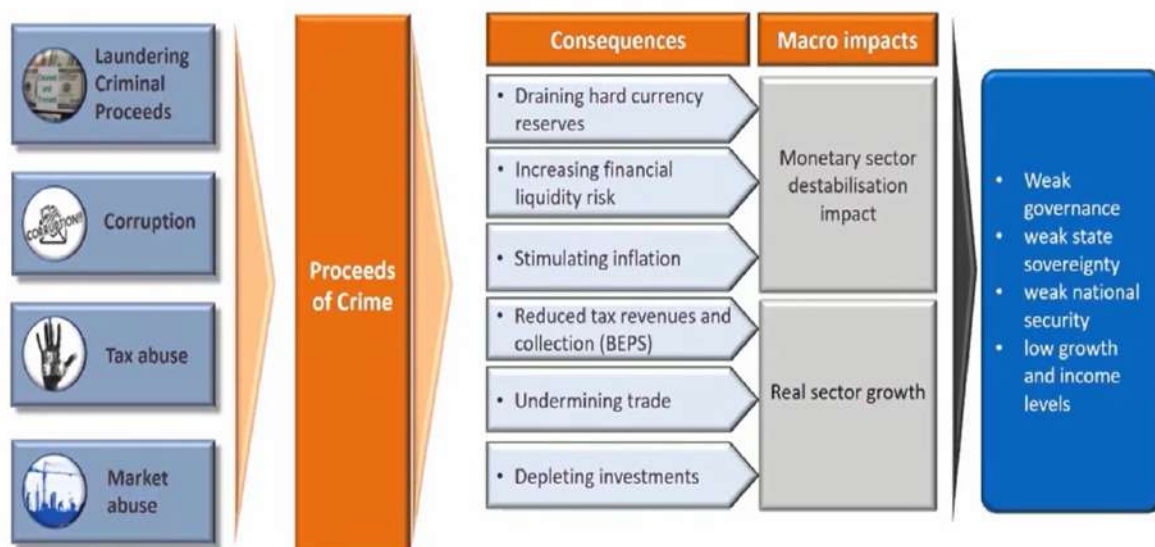 Laundering
Criminal
Proceeds
CORRUPTION!!
Corruption
Tax abuse
Market
abuse
Proceeds
of Crime
Consequences
• Draining hard currency
reserves
• Increasing financial
liquidity risk
• Stimulating inflation
• Reduced tax revenues and
collection (BEPS)
• Undermining trade
• Depleting investments
Macro impacts
Monetary sector
destabilisation
impact
Real sector growth
• Weak
governance
• weak state
sovereignty
• weak national
security
• low growth
and income
levels